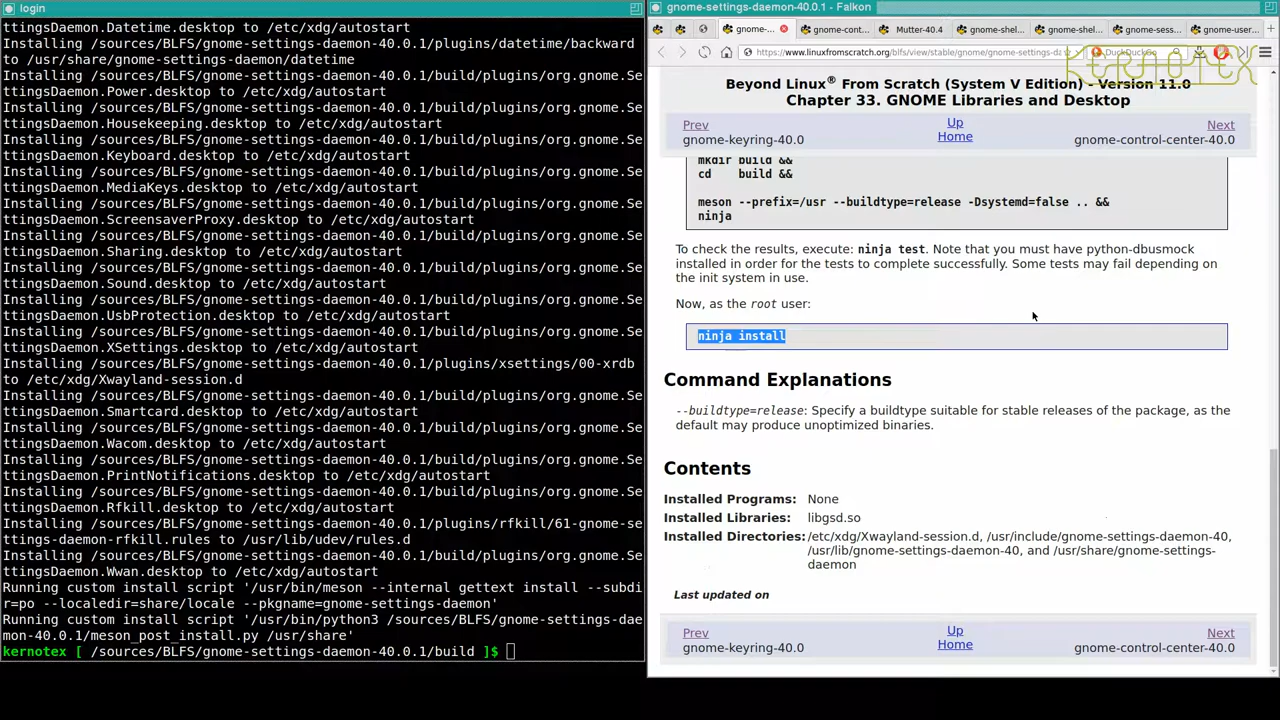 login
ttingsDaemon.Datetime.desktop to /etc/xdg/autostart
Installing /sources/BLFS/gnome-settings-daemon-40.0.1/plugins/datetime/backward
to /usr/share/gnome-settings-daemon/datetime
Installing /sources/BLFS/gnome-settings-daemon-40.0.1/build/plugins/org.gnome.Se
ttingsDaemon.Power.desktop to /etc/xdg/autostart
Installing /sources/BLFS/gnome-settings-daemon-40.0.1/build/plugins/org.gnome.Se
ttingsDaemon.Housekeeping.desktop to /etc/xdg/autostart
Installing /sources/BLFS/gnome-settings-daemon-40.0.1/build/plugins/org.gnome.Se
ttingsDaemon.Keyboard.desktop to /etc/xdg/autostart
Installing /sources/BLFS/gnome-settings-daemon-40.0.1/build/plugins/org.gnome.Se
ttingsDaemon.MediaKeys.desktop to /etc/xdg/autostart
Installing /sources/BLFS/gnome-settings-daemon-40.0.1/build/plugins/org.gnome.Se
ttingsDaemon.ScreensaverProxy.desktop to /etc/xdg/autostart
Installing /sources/BLFS/gnome-settings-daemon-40.0.1/build/plugins/org.gnome.Se
ttingsDaemon.Sharing.desktop to /etc/xdg/autostart
Installing /sources/BLFS/gnome-settings-daemon-40.0.1/build/plugins/org.gnome.Se
ttingsDaemon.Sound.desktop to /etc/xdg/autostart
Installing /sources/BLFS/gnome-settings-daemon-40.0.1/build/plugins/org.gnome.Se
ttingsDaemon.UsbProtection.desktop to /etc/xdg/autostart
Installing /sources/BLFS/gnome-settings-daemon-40.0.1/build/plugins/org.gnome.Se
ttingsDaemon.XSettings.desktop to /etc/xdg/autostart
Installing /sources/BLFS/gnome-settings-daemon-40.0.1/plugins/xsettings/00-xrdb
to /etc/xdg/Xwayland-session.d
Installing /sources/BLFS/gnome-settings-daemon-40.0.1/build/plugins/org.gnome.Se
ttingsDaemon.Smartcard.desktop to /etc/xdg/autostart
Installing /sources/BLFS/gnome-settings-daemon-40.0.1/build/plugins/org.gnome.Se
ttingsDaemon.Wacom.desktop to /etc/xdg/autostart
Installing /sources/BLFS/gnome-settings-daemon-40.0.1/build/plugins/org.gnome.Se
ttingsDaemon.PrintNotifications.desktop to /etc/xdg/autostart
Installing /sources/BLFS/gnome-settings-daemon-40.0.1/build/plugins/org.gnome.Se
ttingsDaemon.Rfkill.desktop to /etc/xdg/autostart
Installing /sources/BLFS/gnome-settings-daemon-40.0.1/plugins/rfkill/61-gnome-se
ttings-daemon-rfkill.rules to /usr/lib/udev/rules.d
Installing /sources/BLFS/gnome-settings-daemon-40.0.1/build/plugins/org.gnome.Se
ttingsDaemon.Wwan.desktop to /etc/xdg/autostart
Running custom install script '/usr/bin/meson --internal gettext install --subdi
r=po --localedir=share/locale --pkgname=gnome-settings-daemon'
Running custom install script '/usr/bin/python3 /sources/BLFS/gnome-settings-dae
mon-40.0.1/meson_post_install.py /usr/share'
kernotex [ /sources/BLFS/gnome-settings-daemon-40.0.1/build ]$
gnome-settings-daemon-40.0.1 - Falkon
gnome-... gnome-cont... Mutter-40.4 gnome-shel... gnome-shel... gnome-sess... gnome-user...
https://www.linuxfromscratch.org/blfs/view/stable/gnome/gnome-settings-da DuckDuckGo
KERNOTEX
Beyond Linux® From Scratch (System V Edition) - Version 11.0
Chapter 33. GNOME Libraries and Desktop
Prev Up Next
gnome-keyring-40.0 Home gnome-control-center-40.0
mkdir build &&
cd    build &&
meson --prefix=/usr --buildtype=release -Dsystemd=false .. &&
ninja
To check the results, execute: ninja test. Note that you must have python-dbusmock
installed in order for the tests to complete successfully. Some tests may fail depending on
the init system in use.
Now, as the root user:
ninja install
Command Explanations
--buildtype=release: Specify a buildtype suitable for stable releases of the package, as the
default may produce unoptimized binaries.
Contents
Installed Programs: None
Installed Libraries: libgsd.so
Installed Directories: /etc/xdg/Xwayland-session.d, /usr/include/gnome-settings-daemon-40,
/usr/lib/gnome-settings-daemon-40, and /usr/share/gnome-settings-
daemon
Last updated on
Prev Up Next
gnome-keyring-40.0 Home gnome-control-center-40.0